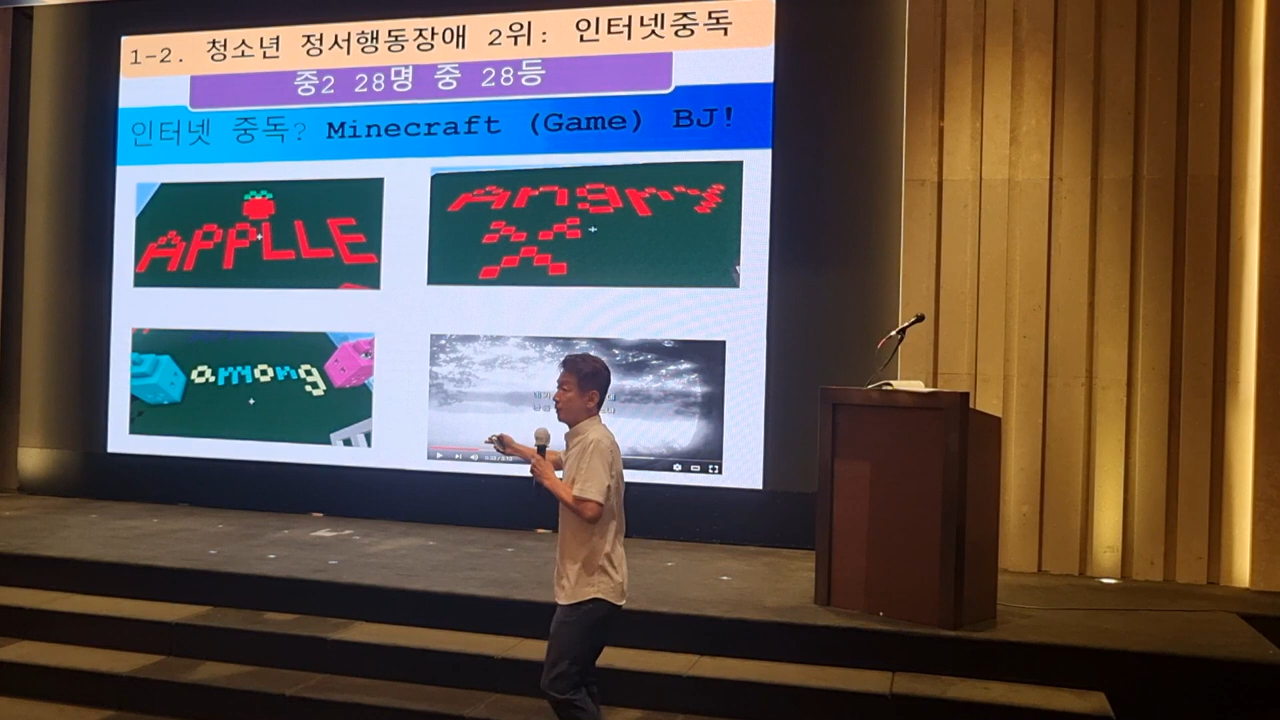 1-2. 청소년 정서행동장애 2위: 인터넷중독
중2 28명 중 28등
인터넷 중독? Minecraft (Game) BJ!
APPLLE
Angry
among